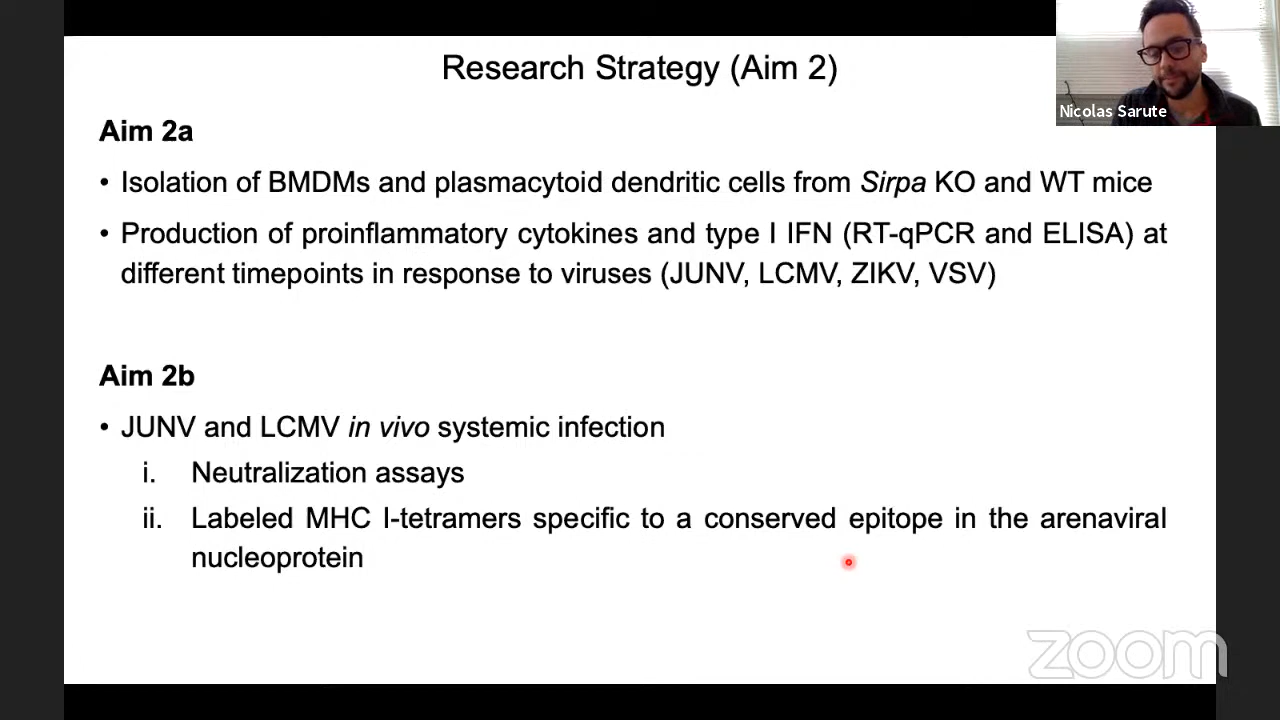 Research Strategy (Aim 2)
Nicolas Sarute
Aim 2a
• Isolation of BMDMs and plasmacytoid dendritic cells from Sirpa KO and WT mice
• Production of proinflammatory cytokines and type I IFN (RT-qPCR and ELISA) at
different timepoints in response to viruses (JUNV, LCMV, ZIKV, VSV)
Aim 2b
• JUNV and LCMV in vivo systemic infection
i. Neutralization assays
ii. Labeled MHC I-tetramers specific to a conserved epitope in the arenaviral
nucleoprotein
zoom